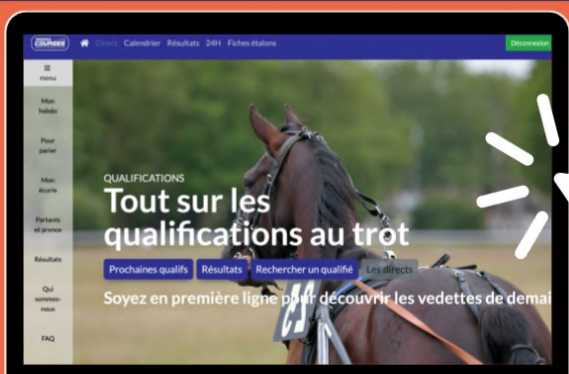 COURSES
Direct Calendrier Résultats 24H Fiches étalons
Déconnexion
menu
Mon
hebdo
Pour
parier
Mon
écurie
Partants
et pronos
Résultats
Qui
sommes-
nous
FAQ
QUALIFICATIONS
Tout sur les
qualifications au trot
Prochaines qualifs Résultats Rechercher un qualifié Les directs
Soyez en première ligne pour découvrir les vedettes de demai